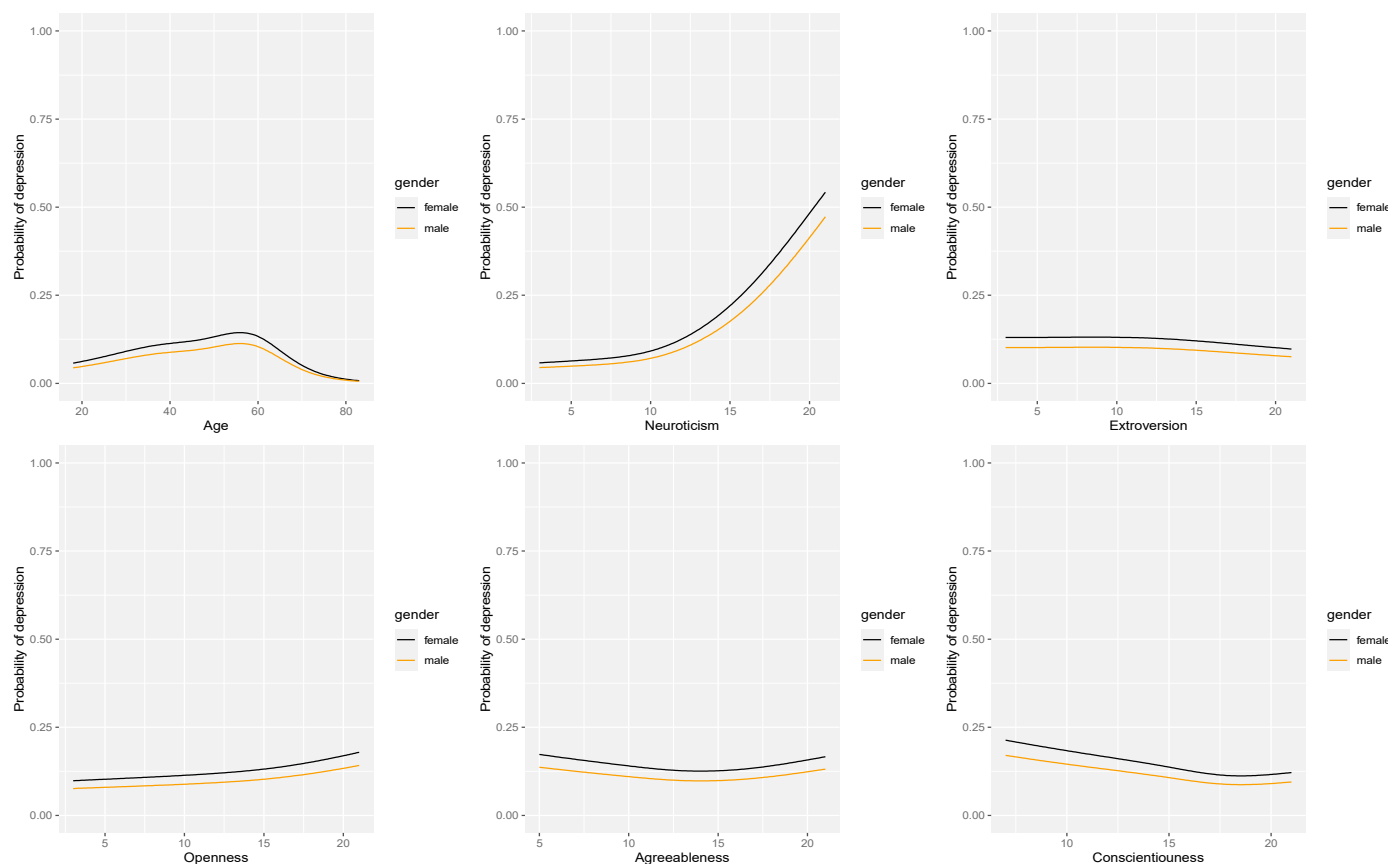 1.00
0.75
0.50
0.25
0.00
Probability of depression
20 40 60 80
Age
gender
female
male
1.00
0.75
0.50
0.25
0.00
Probability of depression
5 10 15 20
Neuroticism
gender
female
male
1.00
0.75
0.50
0.25
0.00
Probability of depression
5 10 15 20
Extroversion
gender
female
male
1.00
0.75
0.50
0.25
0.00
Probability of depression
5 10 15 20
Openness
gender
female
male
1.00
0.75
0.50
0.25
0.00
Probability of depression
5 10 15 20
Agreeableness
gender
female
male
1.00
0.75
0.50
0.25
0.00
Probability of depression
10 15 20
Conscientiouness
gender
female
male